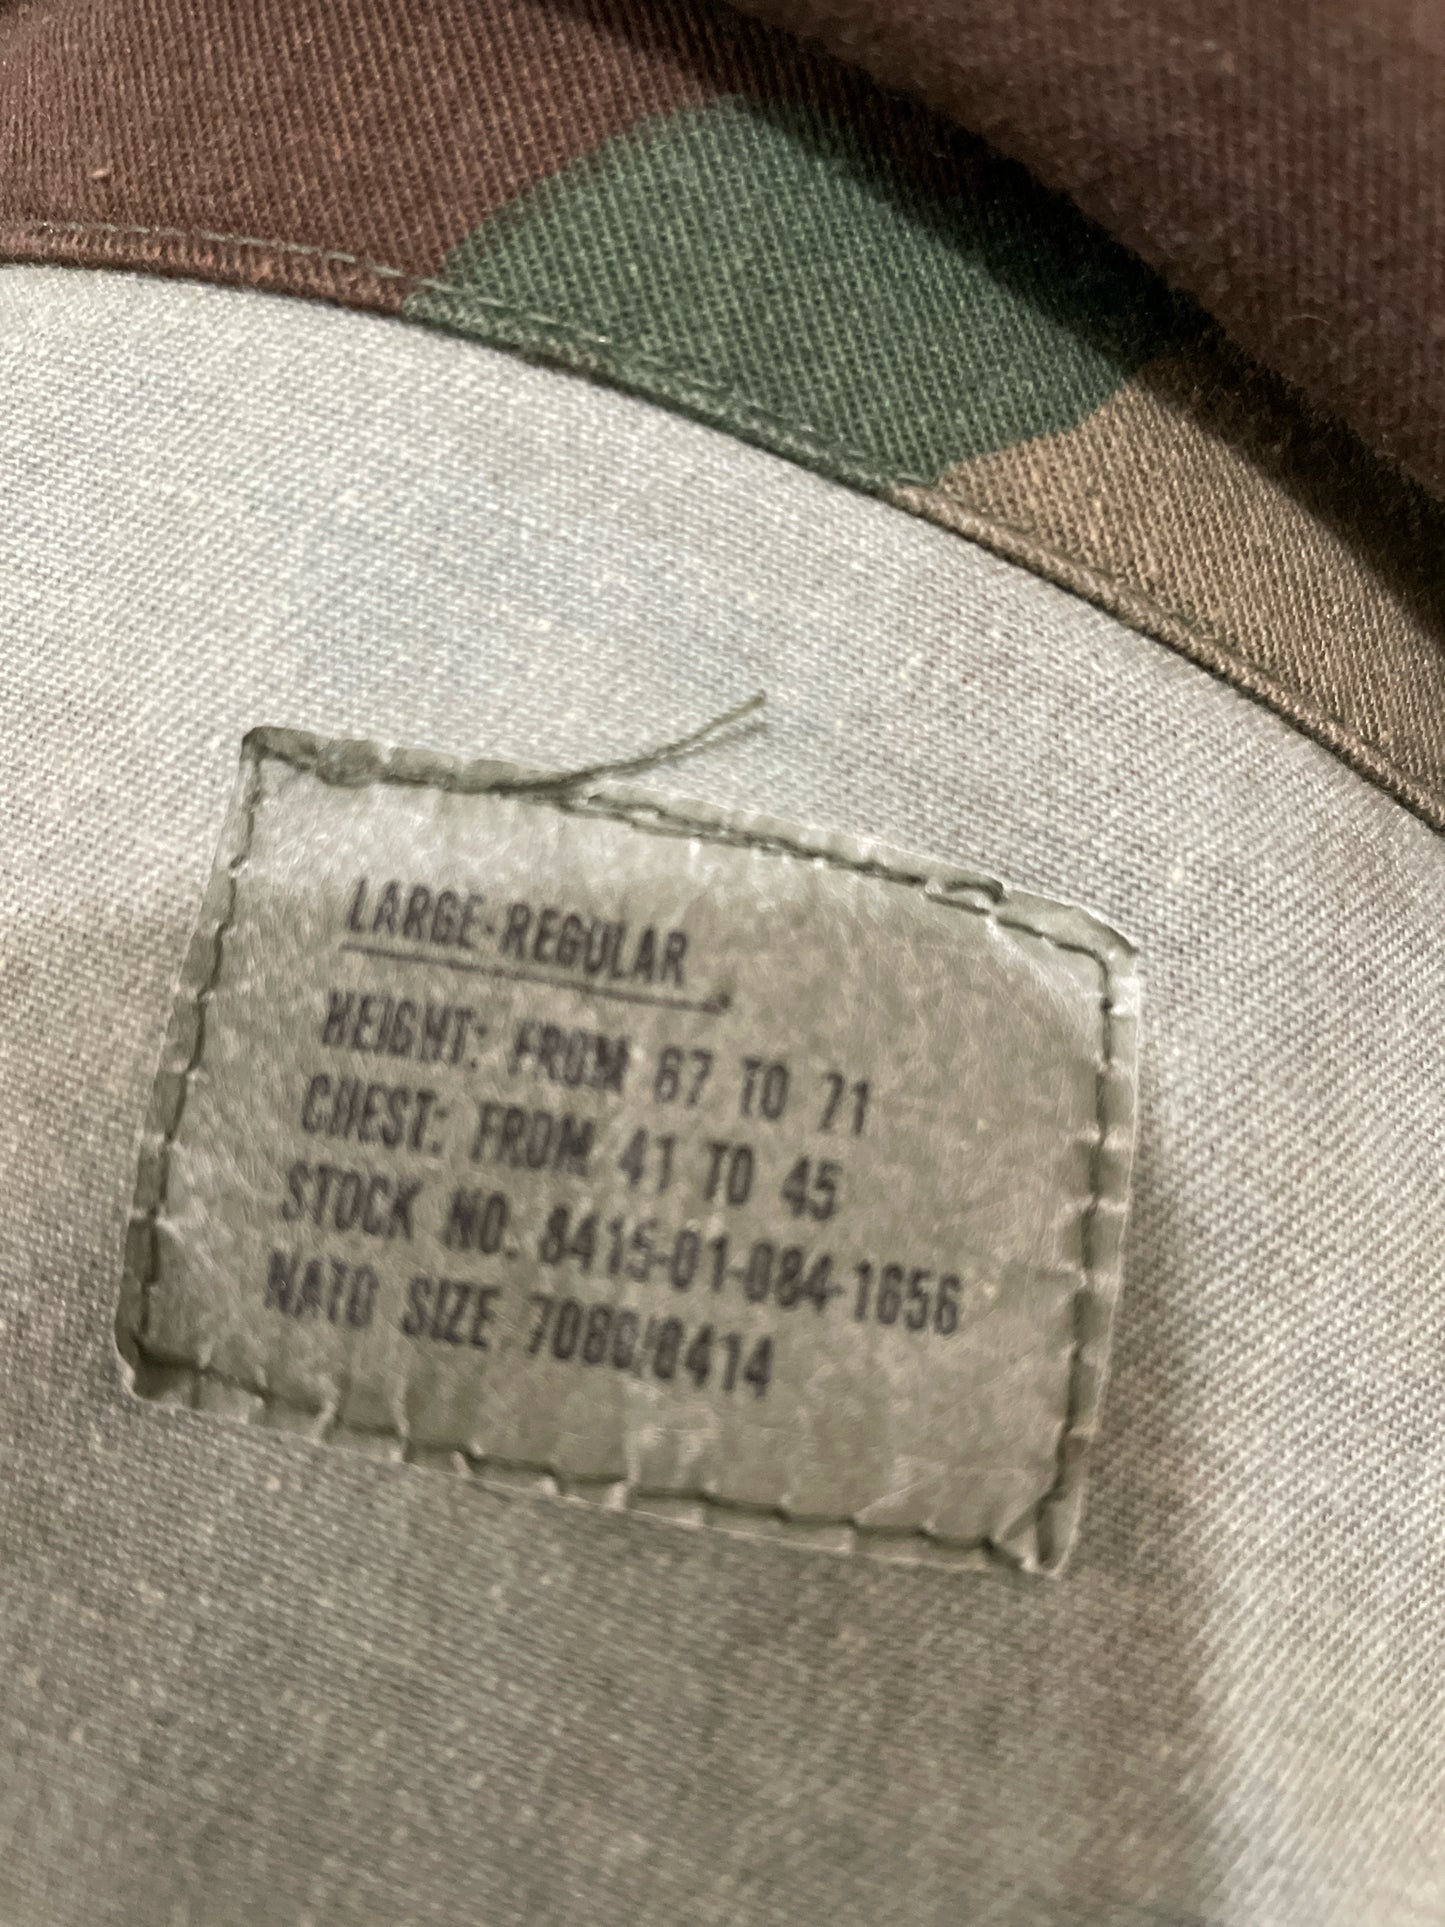 LARGE-REGULAR
HEIGHT: FROM 67 TO 71
CHEST: FROM 41 TO 45
STOCK NO. 8415-01-084-1656
NATO SIZE 7080/0414